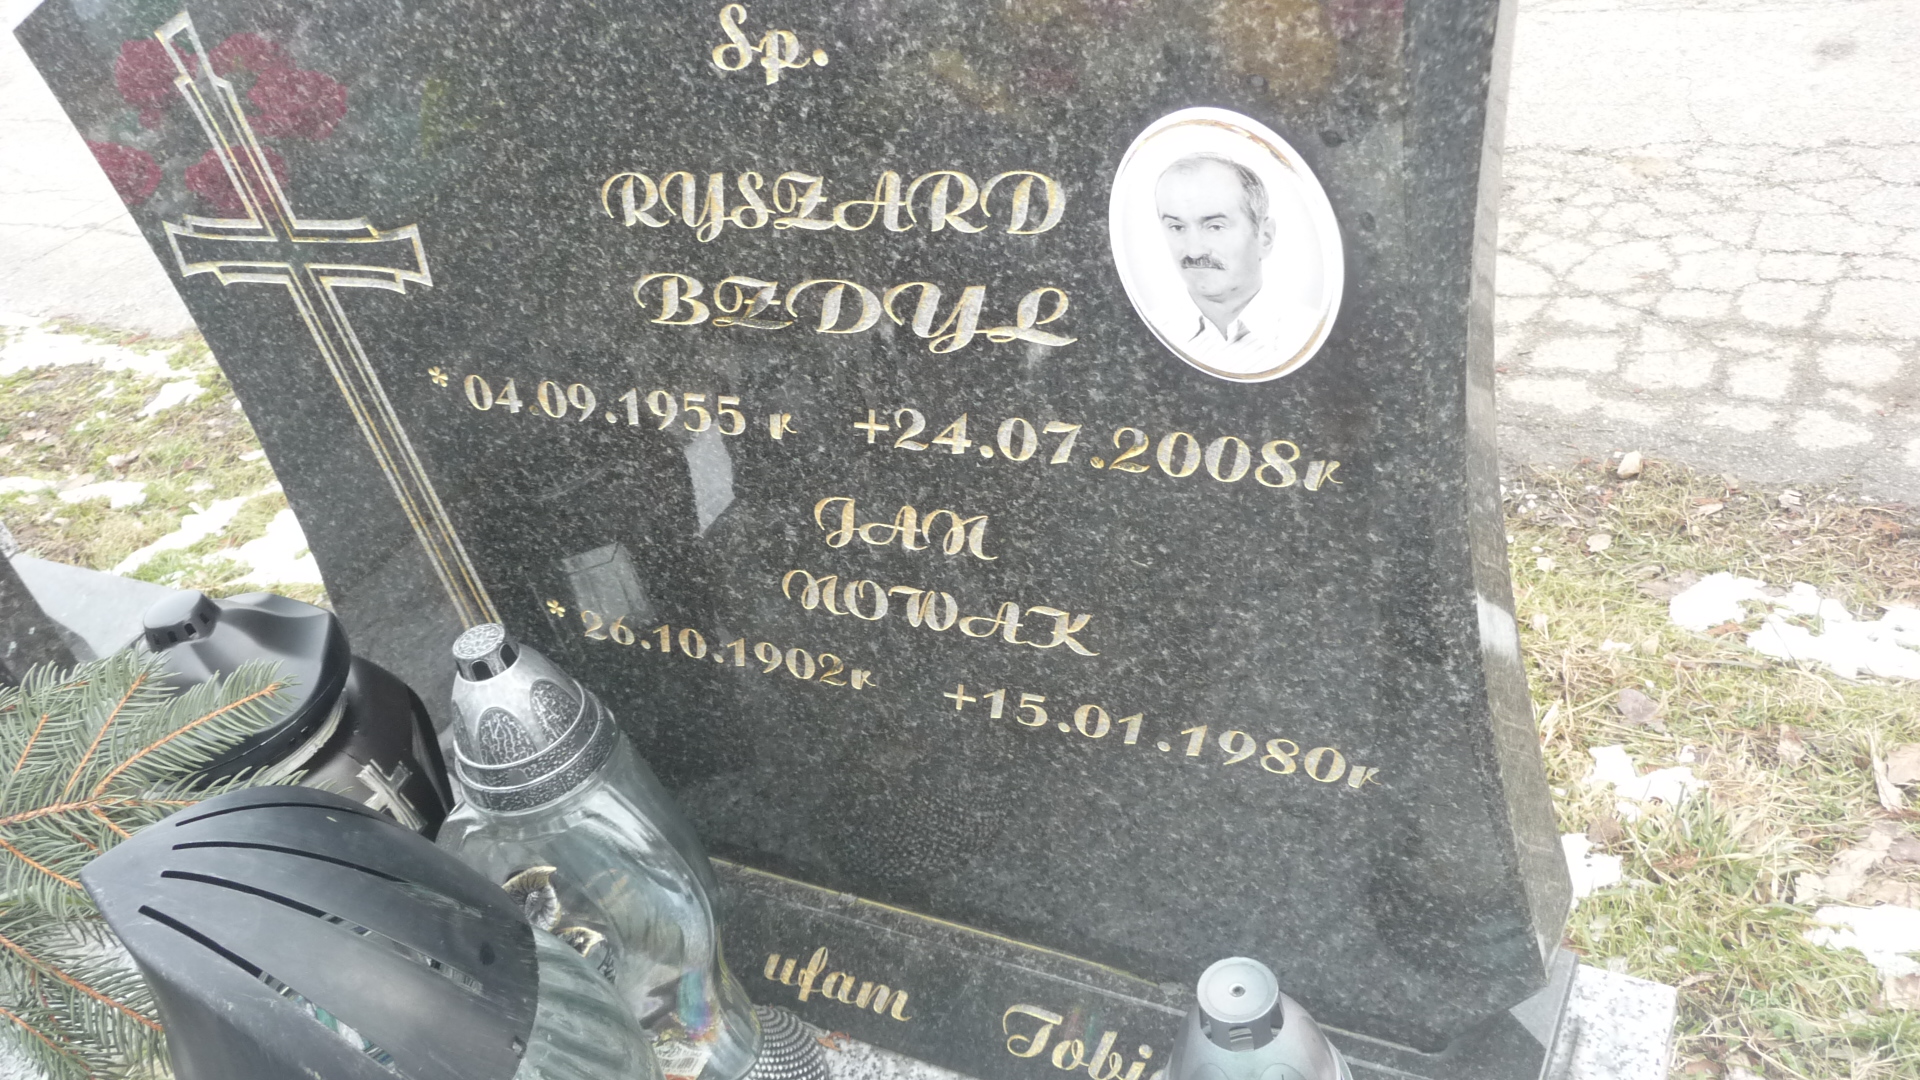 Sp.
RYSZARD
BZDYL
* 04.09.1955 r +24.07.2008r
JAN
NOWAK
* 26.10.1902r +15.01.1980r
ufam